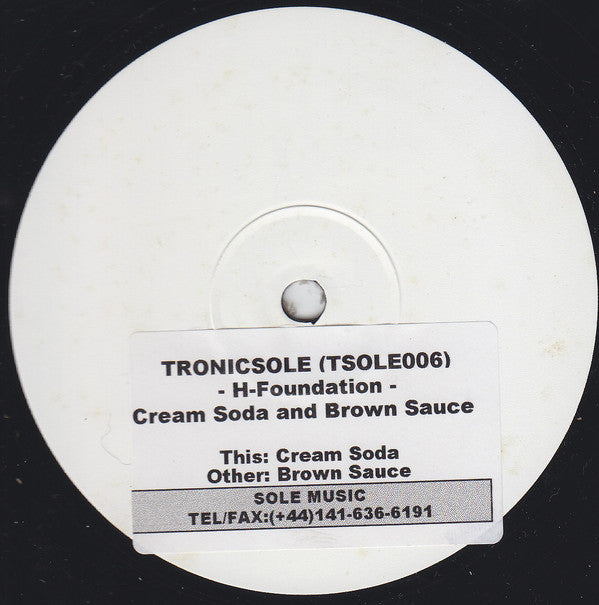 TRONICSOLE (TSOLE006)
- H-Foundation -
Cream Soda and Brown Sauce
This: Cream Soda
Other: Brown Sauce
SOLE MUSIC
TEL/FAX:(+44)141-636-6191